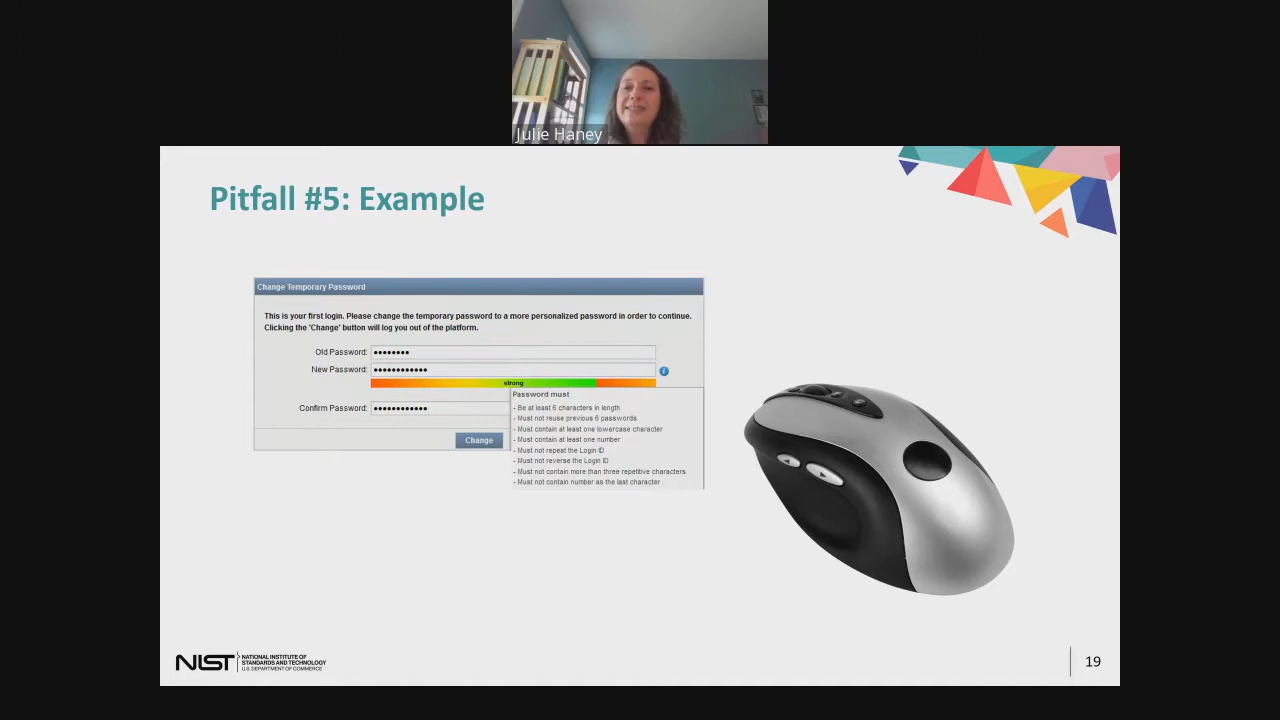 Julie Haney
Pitfall #5: Example
Change Temporary Password
This is your first login. Please change the temporary password to a more personalized password in order to continue.
Clicking the 'Change' button will log you out of the platform.
Old Password: ••••••••
New Password: ••••••••••••
strong
Confirm Password: ••••••••••••
Change
Password must
- Be at least 6 characters in length
- Must not reuse previous 6 passwords
- Must contain at least one lowercase character
- Must contain at least one number
- Must not repeat the Login ID
- Must not reverse the Login ID
- Must not contain more than three repetitive characters
- Must not contain number as the last character
NIST
NATIONAL INSTITUTE OF
STANDARDS AND TECHNOLOGY
U.S. DEPARTMENT OF COMMERCE
19